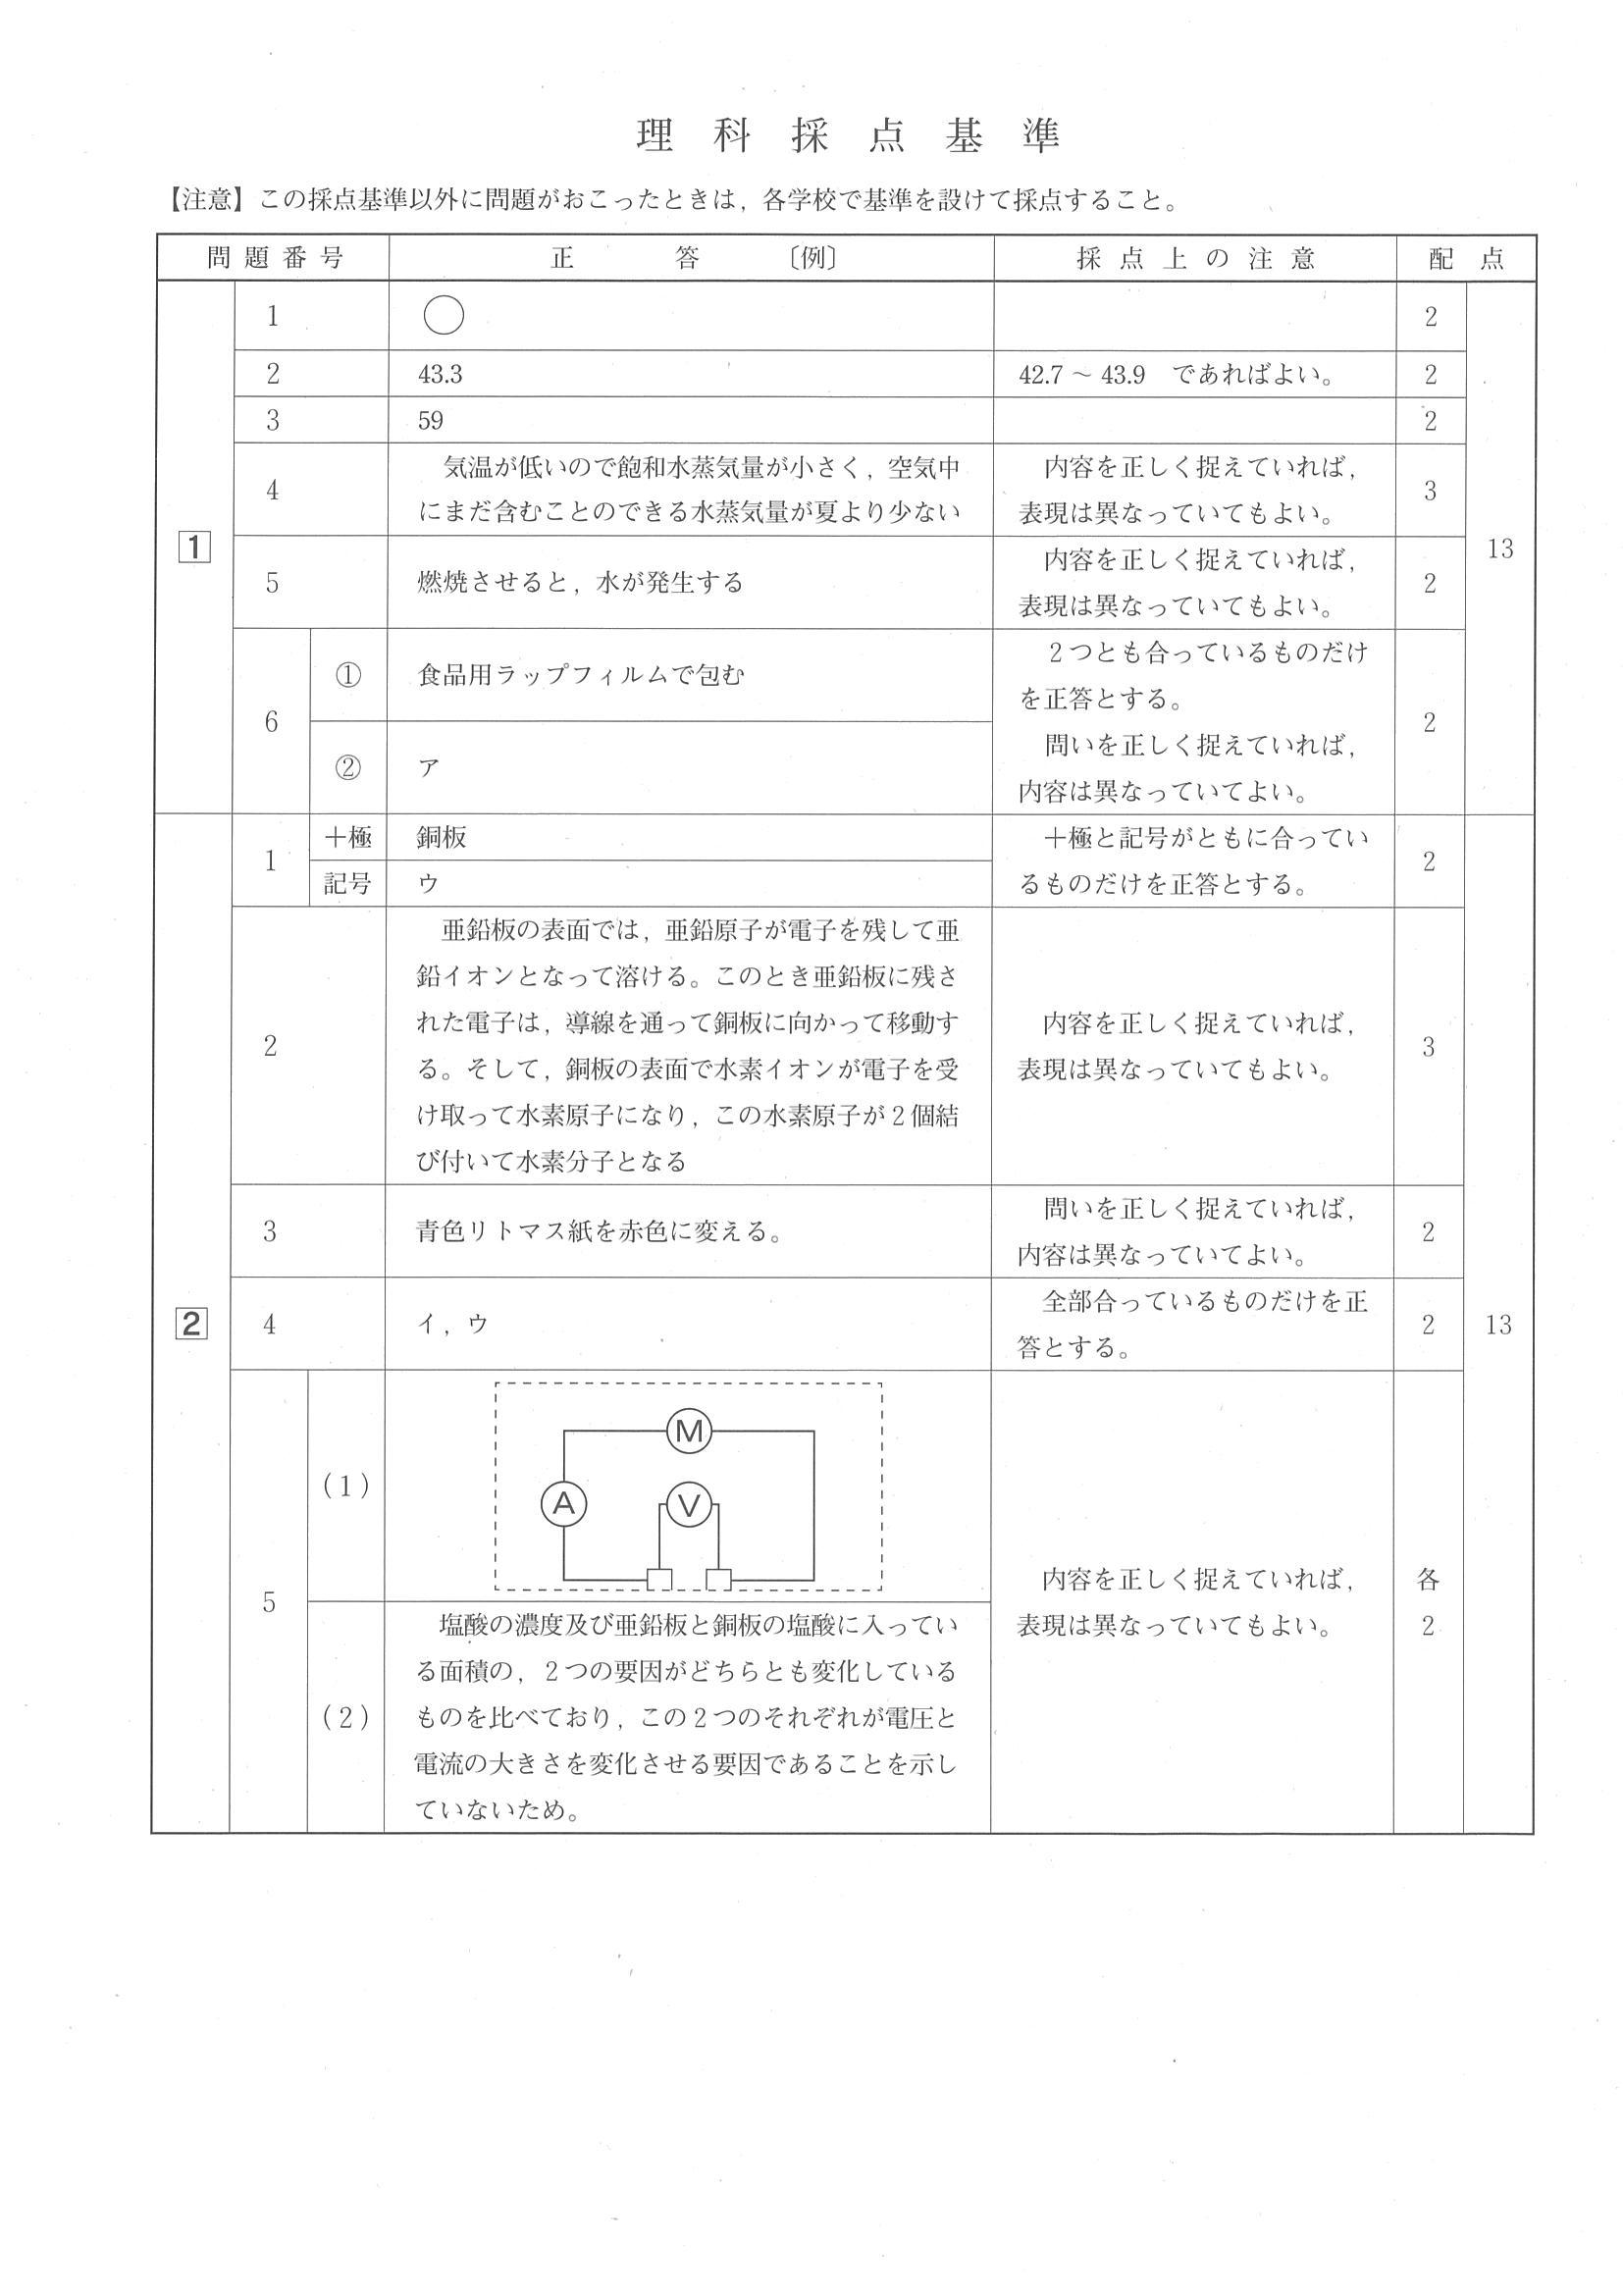 理科採点基準
【注意】この採点基準以外に問題がおこったときは，各学校で基準を設けて採点すること。
問題番号 正答〔例〕 採点上の注意 配点
1
1 ◯ 2
2 43.3 42.7 ～ 43.9　であればよい。 2
3 59 2
4
気温が低いので飽和水蒸気量が小さく，空気中
にまだ含むことのできる水蒸気量が夏より少ない
内容を正しく捉えていれば，
表現は異なっていてもよい。
3
5
燃焼させると，水が発生する
内容を正しく捉えていれば，
表現は異なっていてもよい。
2
6
① 食品用ラップフィルムで包む
② ア
２つとも合っているものだけ
を正答とする。
問いを正しく捉えていれば，
内容は異なっていてよい。
2
13
2
1
＋極 銅板
記号 ウ
＋極と記号がともに合ってい
るものだけを正答とする。
2
2
亜鉛板の表面では，亜鉛原子が電子を残して亜
鉛イオンとなって溶ける。このとき亜鉛板に残さ
れた電子は，導線を通って銅板に向かって移動す
る。そして，銅板の表面で水素イオンが電子を受
け取って水素原子になり，この水素原子が２個結
び付いて水素分子となる
内容を正しく捉えていれば，
表現は異なっていてもよい。
3
3
青色リトマス紙を赤色に変える。
問いを正しく捉えていれば，
内容は異なっていてよい。
2
4
イ，ウ
全部合っているものだけを正
答とする。
2
5
（1）
M
A
V
（2）
塩酸の濃度及び亜鉛板と銅板の塩酸に入ってい
る面積の，２つの要因がどちらとも変化している
ものを比べており，この２つのそれぞれが電圧と
電流の大きさを変化させる要因であることを示し
ていないため。
内容を正しく捉えていれば，
表現は異なっていてもよい。
各
2
13